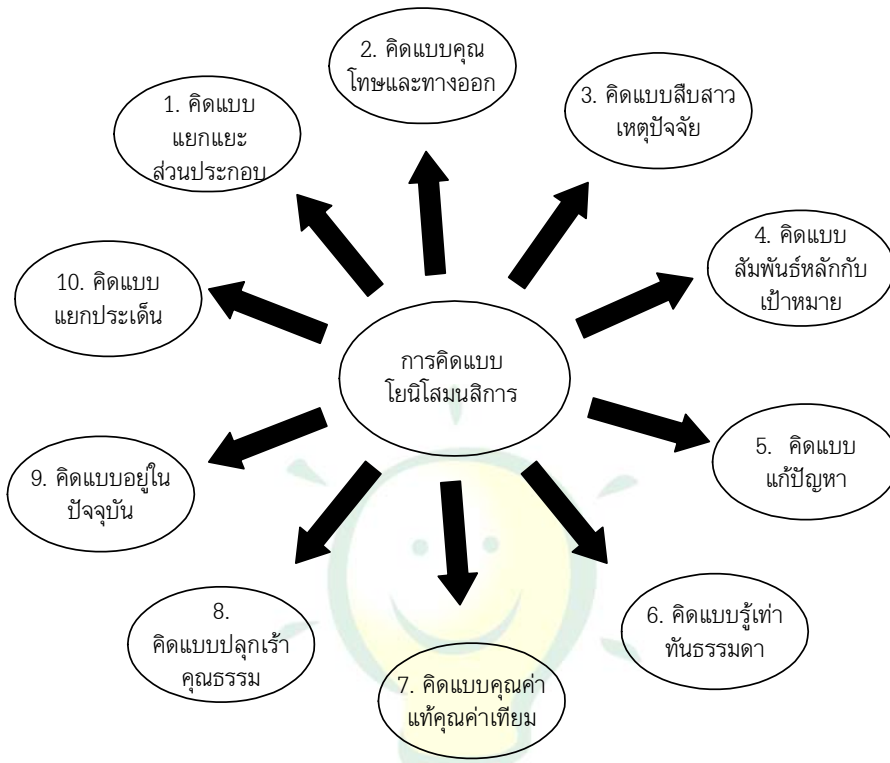 การคิดแบบ
โยนิโสมนสิการ
1. คิดแบบ
แยกแยะ
ส่วนประกอบ
2. คิดแบบคุณ
โทษและทางออก
3. คิดแบบสืบสาว
เหตุปัจจัย
4. คิดแบบ
สัมพันธ์หลักกับ
เป้าหมาย
5. คิดแบบ
แก้ปัญหา
6. คิดแบบรู้เท่า
ทันธรรมดา
7. คิดแบบคุณค่า
แท้คุณค่าเทียม
8.
คิดแบบปลุกเร้า
คุณธรรม
9. คิดแบบอยู่ใน
ปัจจุบัน
10. คิดแบบ
แยกประเด็น